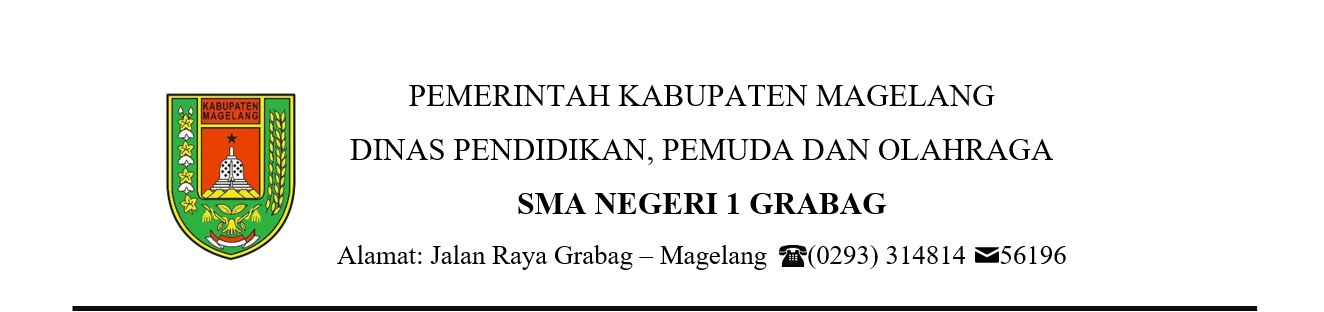 KABUPATEN
MAGELANG
PEMERINTAH KABUPATEN MAGELANG
DINAS PENDIDIKAN, PEMUDA DAN OLAHRAGA
SMA NEGERI 1 GRABAG
Alamat: Jalan Raya Grabag – Magelang ☎(0293) 314814 ✉56196